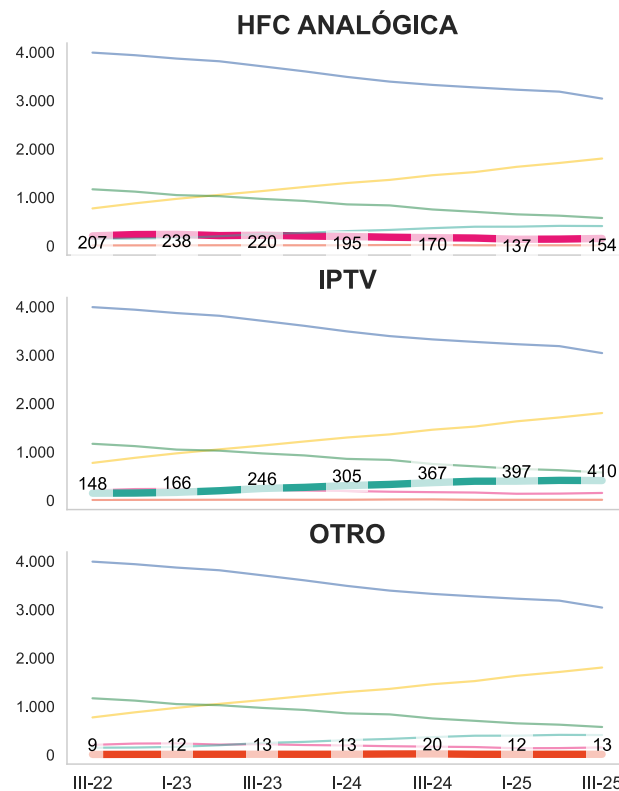 HFC ANALÓGICA
4.000
3.000
2.000
1.000
0
207 238 220 195 170 137 154
IPTV
4.000
3.000
2.000
1.000
0
148 166 246 305 367 397 410
OTRO
4.000
3.000
2.000
1.000
0
9 12 13 13 20 12 13
III-22 I-23 III-23 I-24 III-24 I-25 III-25